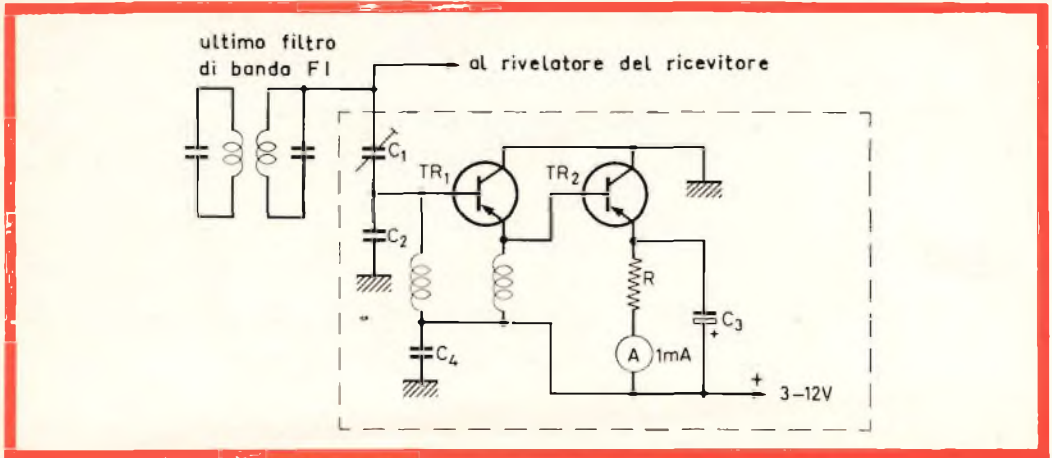 ultimo filtro
di banda FI
al rivelatore del ricevitore
C1
TR1
TR2
C2
R
C3
+
A 1mA
C4
+
3-12V